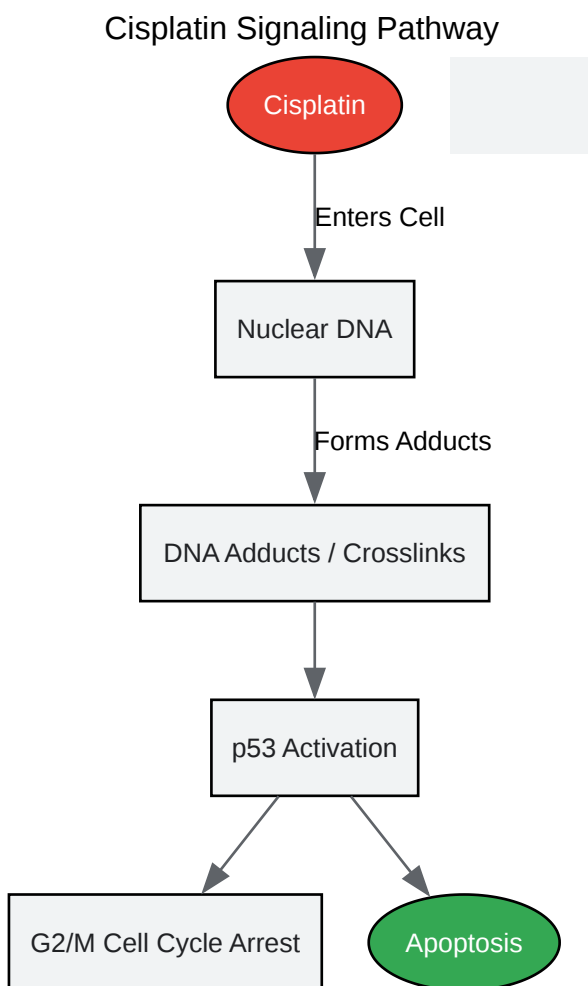 Cisplatin Signaling Pathway
Cisplatin
Enters Cell
Nuclear DNA
Forms Adducts
DNA Adducts / Crosslinks
p53 Activation
G2/M Cell Cycle Arrest
Apoptosis